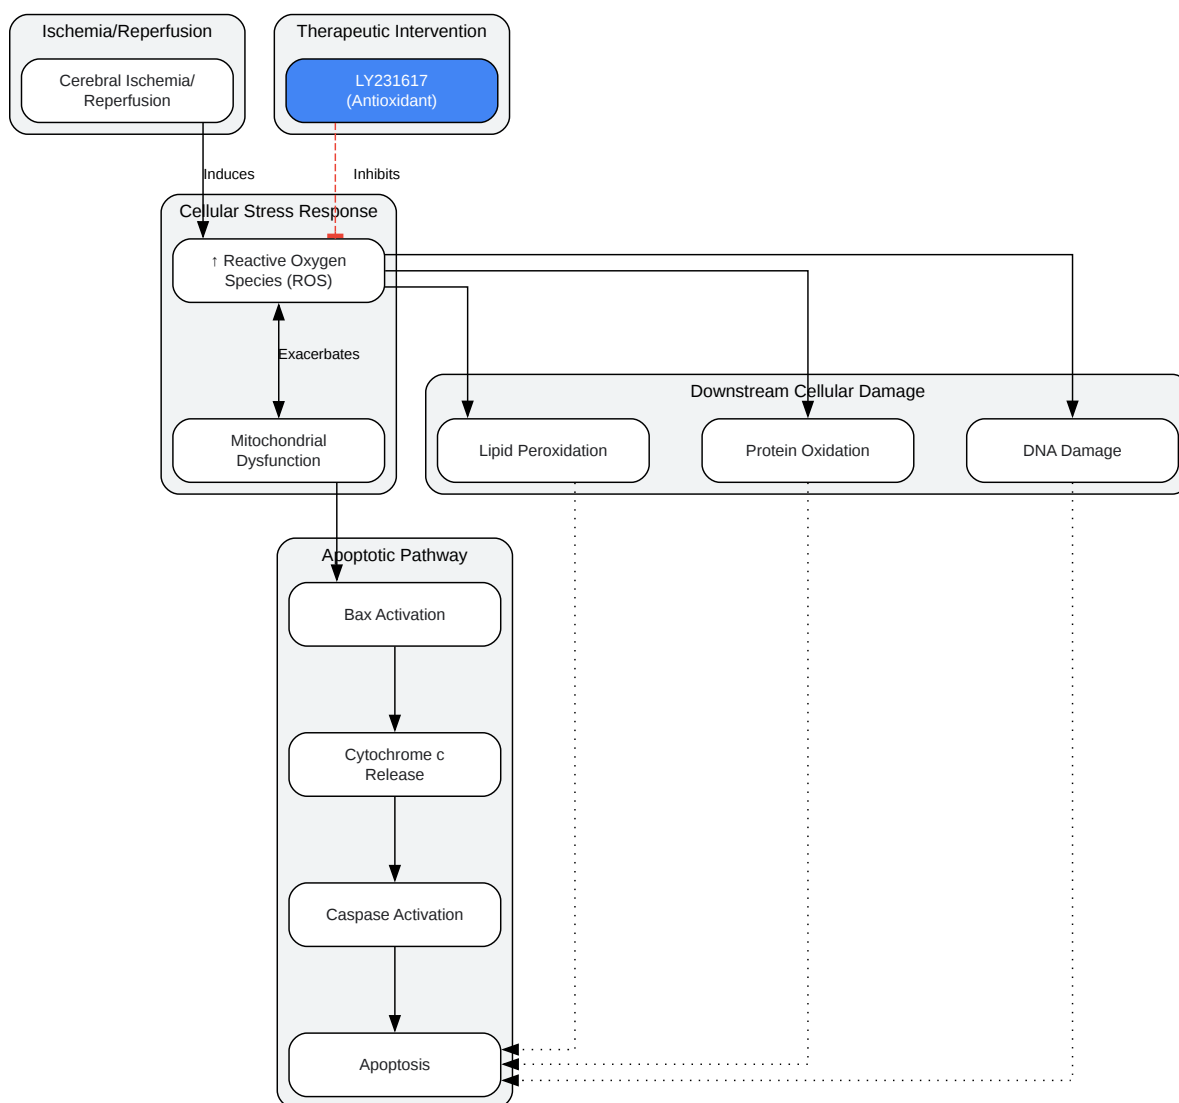 Ischemia/Reperfusion
Cerebral Ischemia/
Reperfusion
Therapeutic Intervention
LY231617
(Antioxidant)
Induces
Inhibits
Cellular Stress Response
↑ Reactive Oxygen
Species (ROS)
Exacerbates
Mitochondrial
Dysfunction
Downstream Cellular Damage
Lipid Peroxidation
Protein Oxidation
DNA Damage
Apoptotic Pathway
Bax Activation
Cytochrome c
Release
Caspase Activation
Apoptosis